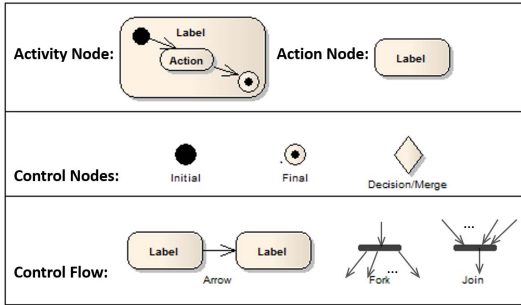 Label
Activity Node:
Action
Action Node:
Label
Control Nodes:
Initial
Final
Decision/Merge
Control Flow:
Label
Label
Arrow
...
Fork
...
Join